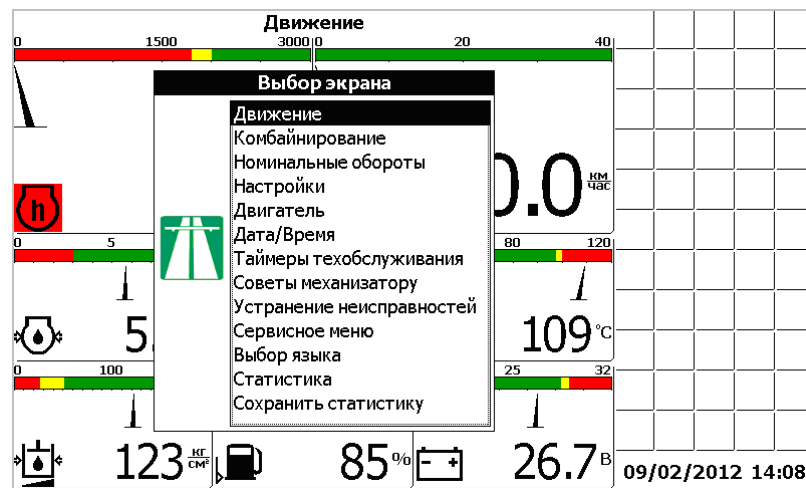 Движение
0 1500 3000 0 20 40
Выбор экрана
Движение
Комбайнирование
Номинальные обороты
Настройки
Двигатель
Дата/Время
Таймеры техобслуживания
Советы механизатору
Устранение неисправностей
Сервисное меню
Выбор языка
Статистика
Сохранить статистику
0.0 км/час
h
0 5 80 120
5. 109 °C
0 100 25 32
123 кг/см² 85% 26.7 В
09/02/2012 14:08